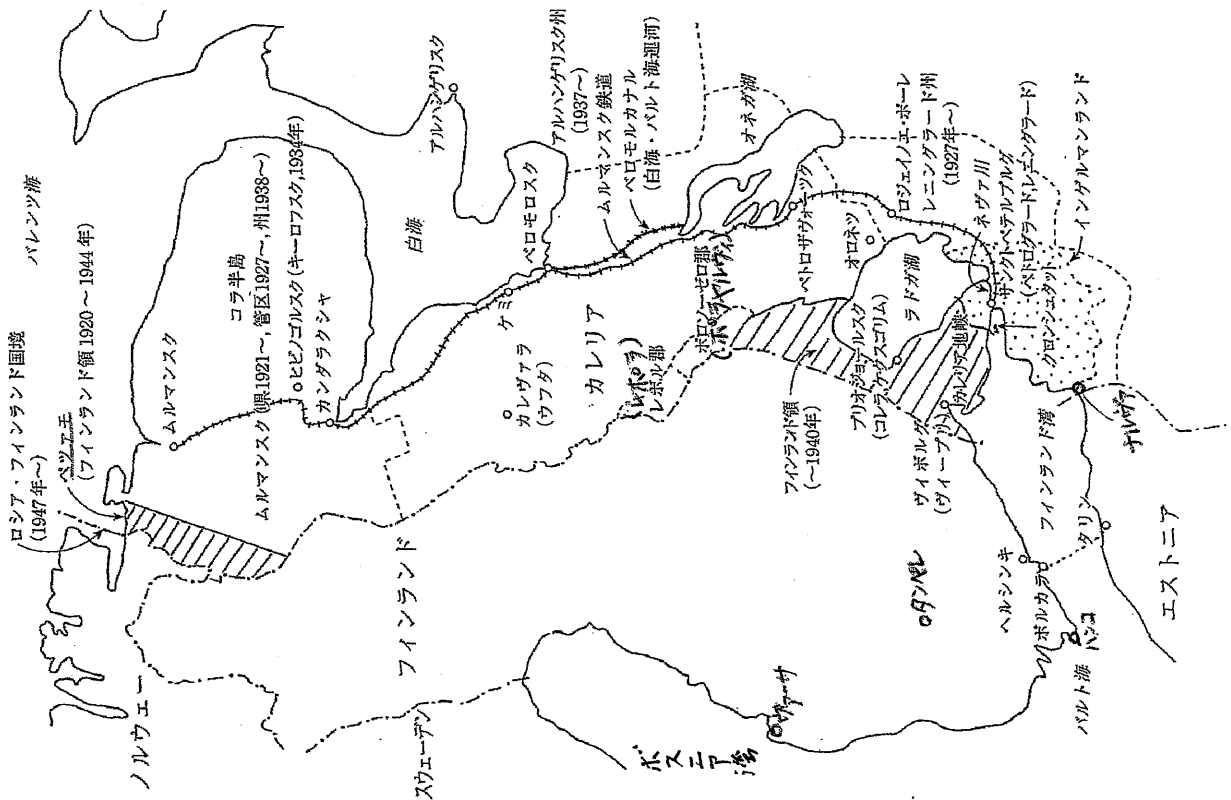 バレンツ海
ロシア・フィンランド国境
(1947年〜)
ペツァモ
(フィンランド領 1920〜1944年)
ノルウェー
ムルマンスク
コラ半島
ムルマンスク(県1921〜, 管区1927〜, 州1938〜)
ヒビノゴルスク(キーロフスク,1934年)
カンダラクシャ
白海
アルハンゲリスク
アルハンゲリスク州
(1937〜)
ムルマンスク鉄道
ベロモルカナル
(白海・バルト海運河)
オネガ湖
ベロモロスク
ケミ
カレヴァラ
(ウフタ)
カレリア
(レポラ)
レボル郡
ポロソーゼロ郡
(ポラヤルヴィ)
フィンランド
スウェーデン
ボスニア湾
ヴァーサ
フィンランド領
(〜1940年)
ペトロザヴォーツク
オロネツ
ラドガ湖
ロジェイノエ・ポーレ
レニングラード州
(1927年〜)
ネヴァ川
サンクトペテルブルグ
(ペトログラード・レニングラード)
インゲルマンランド
クロンシュタット
プリオジョールスク
(コレラ,ケクスゴリム)
カレリア地峡
ヴィボルグ
(ヴィープリ)
フィンランド湾
タンペレ
ヘルシンキ
ポルカラ
ハンコ
バルト海
タリン
ナルヴァ
エストニア